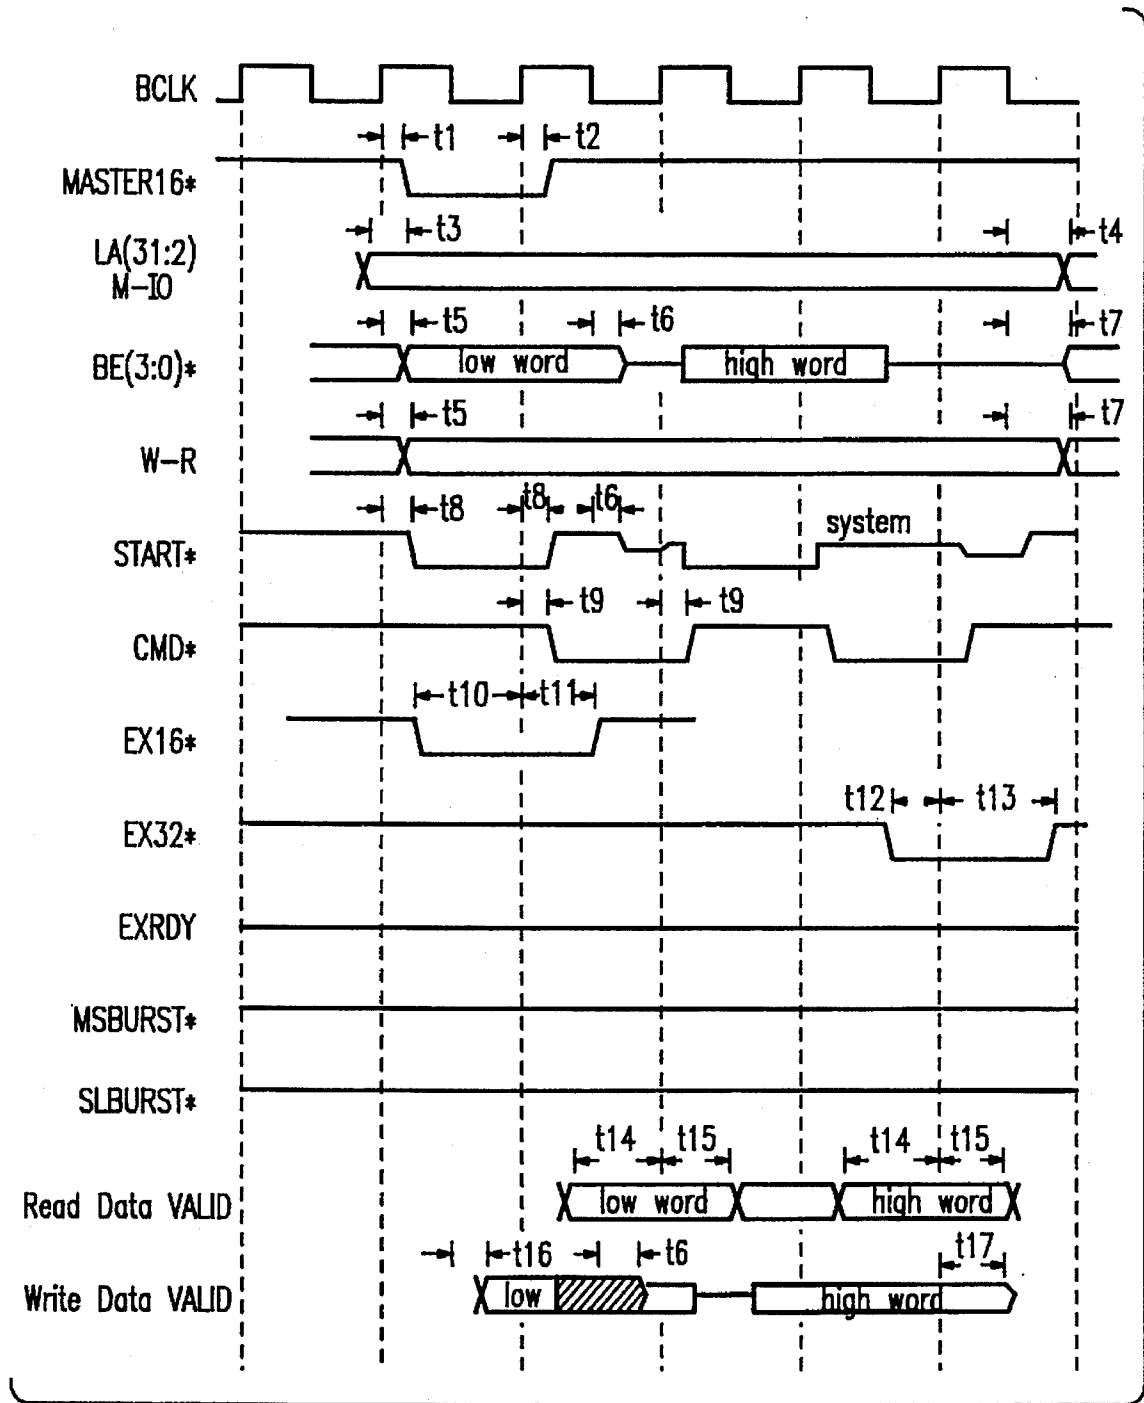 BCLK
t1 t2
MASTER16*
t3 t4
LA(31:2)
M-IO
t5 t6 t7
BE(3:0)* low word high word
t5 t7
W-R
t8 t8 t6
START* system
t9 t9
CMD*
t10 t11
EX16*
t12 t13
EX32*
EXRDY
MSBURST*
SLBURST*
t14 t15 t14 t15
Read Data VALID low word high word
t16 t6 t17
Write Data VALID low high word